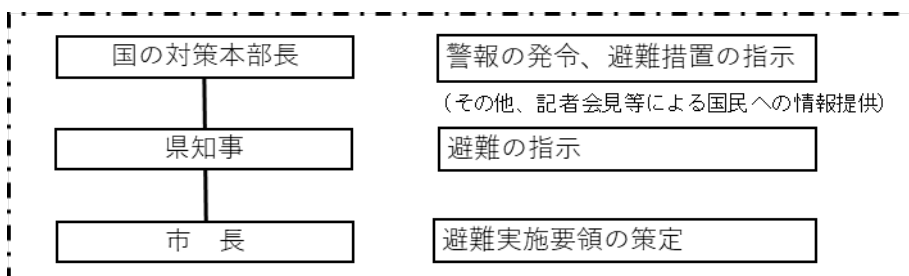 国の対策本部長 警報の発令、避難措置の指示
（その他、記者会見等による国民への情報提供）
県知事 避難の指示
市　長 避難実施要領の策定